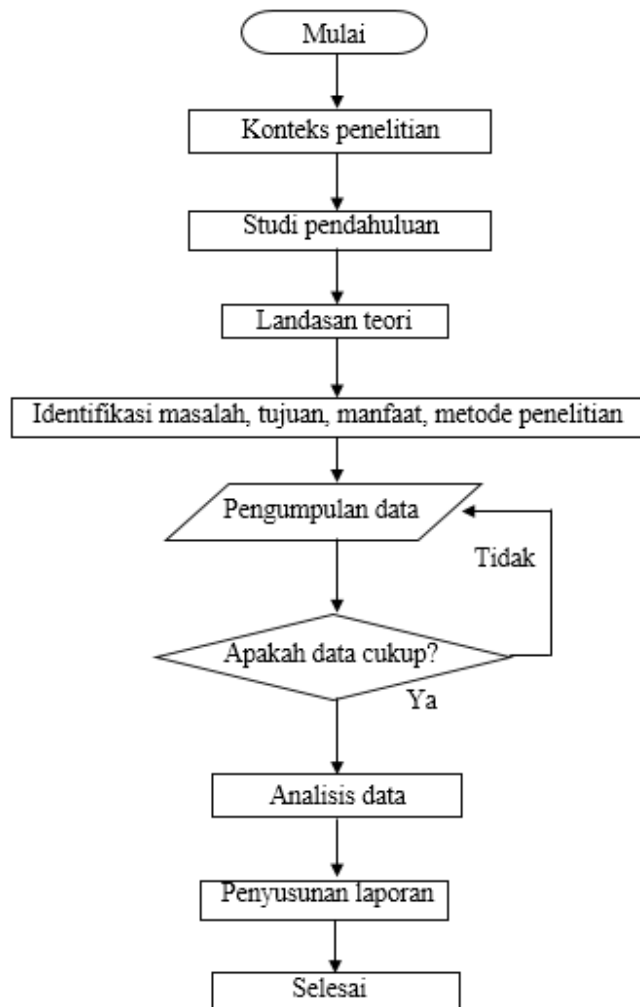 Mulai
Konteks penelitian
Studi pendahuluan
Landasan teori
Identifikasi masalah, tujuan, manfaat, metode penelitian
Pengumpulan data
Tidak
Apakah data cukup?
Ya
Analisis data
Penyusunan laporan
Selesai